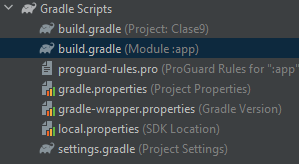 Gradle Scripts
build.gradle (Project: Clase9)
build.gradle (Module :app)
proguard-rules.pro (ProGuard Rules for ":app"
gradle.properties (Project Properties)
gradle-wrapper.properties (Gradle Version)
local.properties (SDK Location)
settings.gradle (Project Settings)